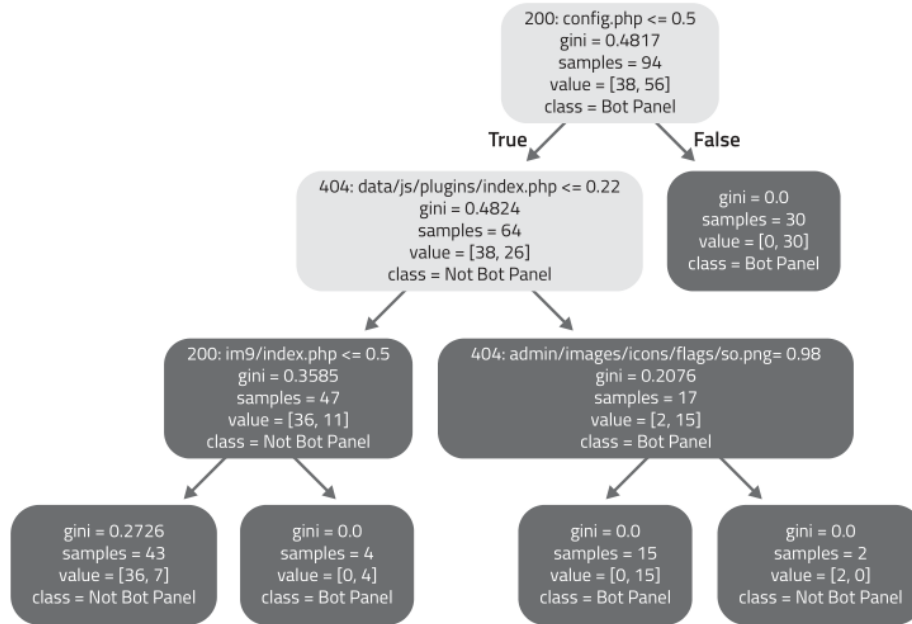 200: config.php <= 0.5
gini = 0.4817
samples = 94
value = [38, 56]
class = Bot Panel
True
False
404: data/js/plugins/index.php <= 0.22
gini = 0.4824
samples = 64
value = [38, 26]
class = Not Bot Panel
gini = 0.0
samples = 30
value = [0, 30]
class = Bot Panel
200: im9/index.php <= 0.5
gini = 0.3585
samples = 47
value = [36, 11]
class = Not Bot Panel
404: admin/images/icons/flags/so.png= 0.98
gini = 0.2076
samples = 17
value = [2, 15]
class = Bot Panel
gini = 0.2726
samples = 43
value = [36, 7]
class = Not Bot Panel
gini = 0.0
samples = 4
value = [0, 4]
class = Bot Panel
gini = 0.0
samples = 15
value = [0, 15]
class = Bot Panel
gini = 0.0
samples = 2
value = [2, 0]
class = Not Bot Panel